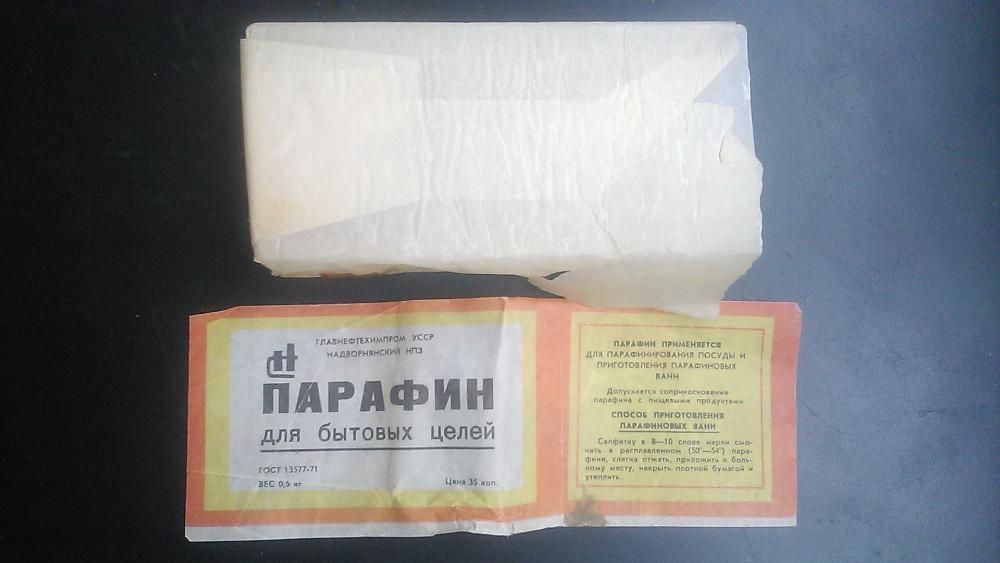 ГЛАВНЕФТЕХИМПРОМ УССР
НАДВОРНЯНСКИЙ НПЗ
ПАРАФИН
для бытовых целей
ГОСТ 13577-71
ВЕС 0,5 кг
Цена 35 коп.
ПАРАФИН ПРИМЕНЯЕТСЯ
ДЛЯ ПАРАФИНИРОВАНИЯ ПОСУДЫ И
ПРИГОТОВЛЕНИЯ ПАРАФИНОВЫХ
ВАНН
Допускается соприкосновение
парафина с пищевыми продуктами
СПОСОБ ПРИГОТОВЛЕНИЯ
ПАРАФИНОВЫХ ВАНН
Салфетку в 8—10 слоев марли смо-
чить в расплавленном (50°—54°) пара-
фине, слегка отжать, приложить к боль-
ному месту, накрыть плотной бумагой и
утеплить.